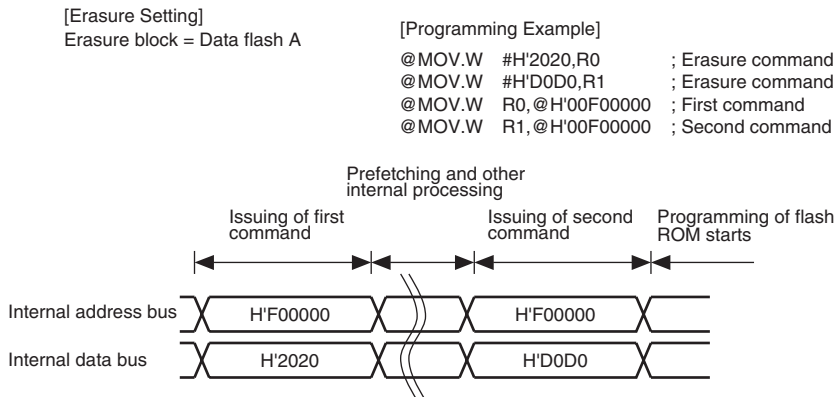 [Erasure Setting]
Erasure block = Data flash A
[Programming Example]
@MOV.W #H'2020,R0 ; Erasure command
@MOV.W #H'D0D0,R1 ; Erasure command
@MOV.W R0,@H'00F00000 ; First command
@MOV.W R1,@H'00F00000 ; Second command
Prefetching and other
internal processing
Issuing of first
command
Issuing of second
command
Programming of flash
ROM starts
Internal address bus H'F00000 H'F00000
Internal data bus H'2020 H'D0D0